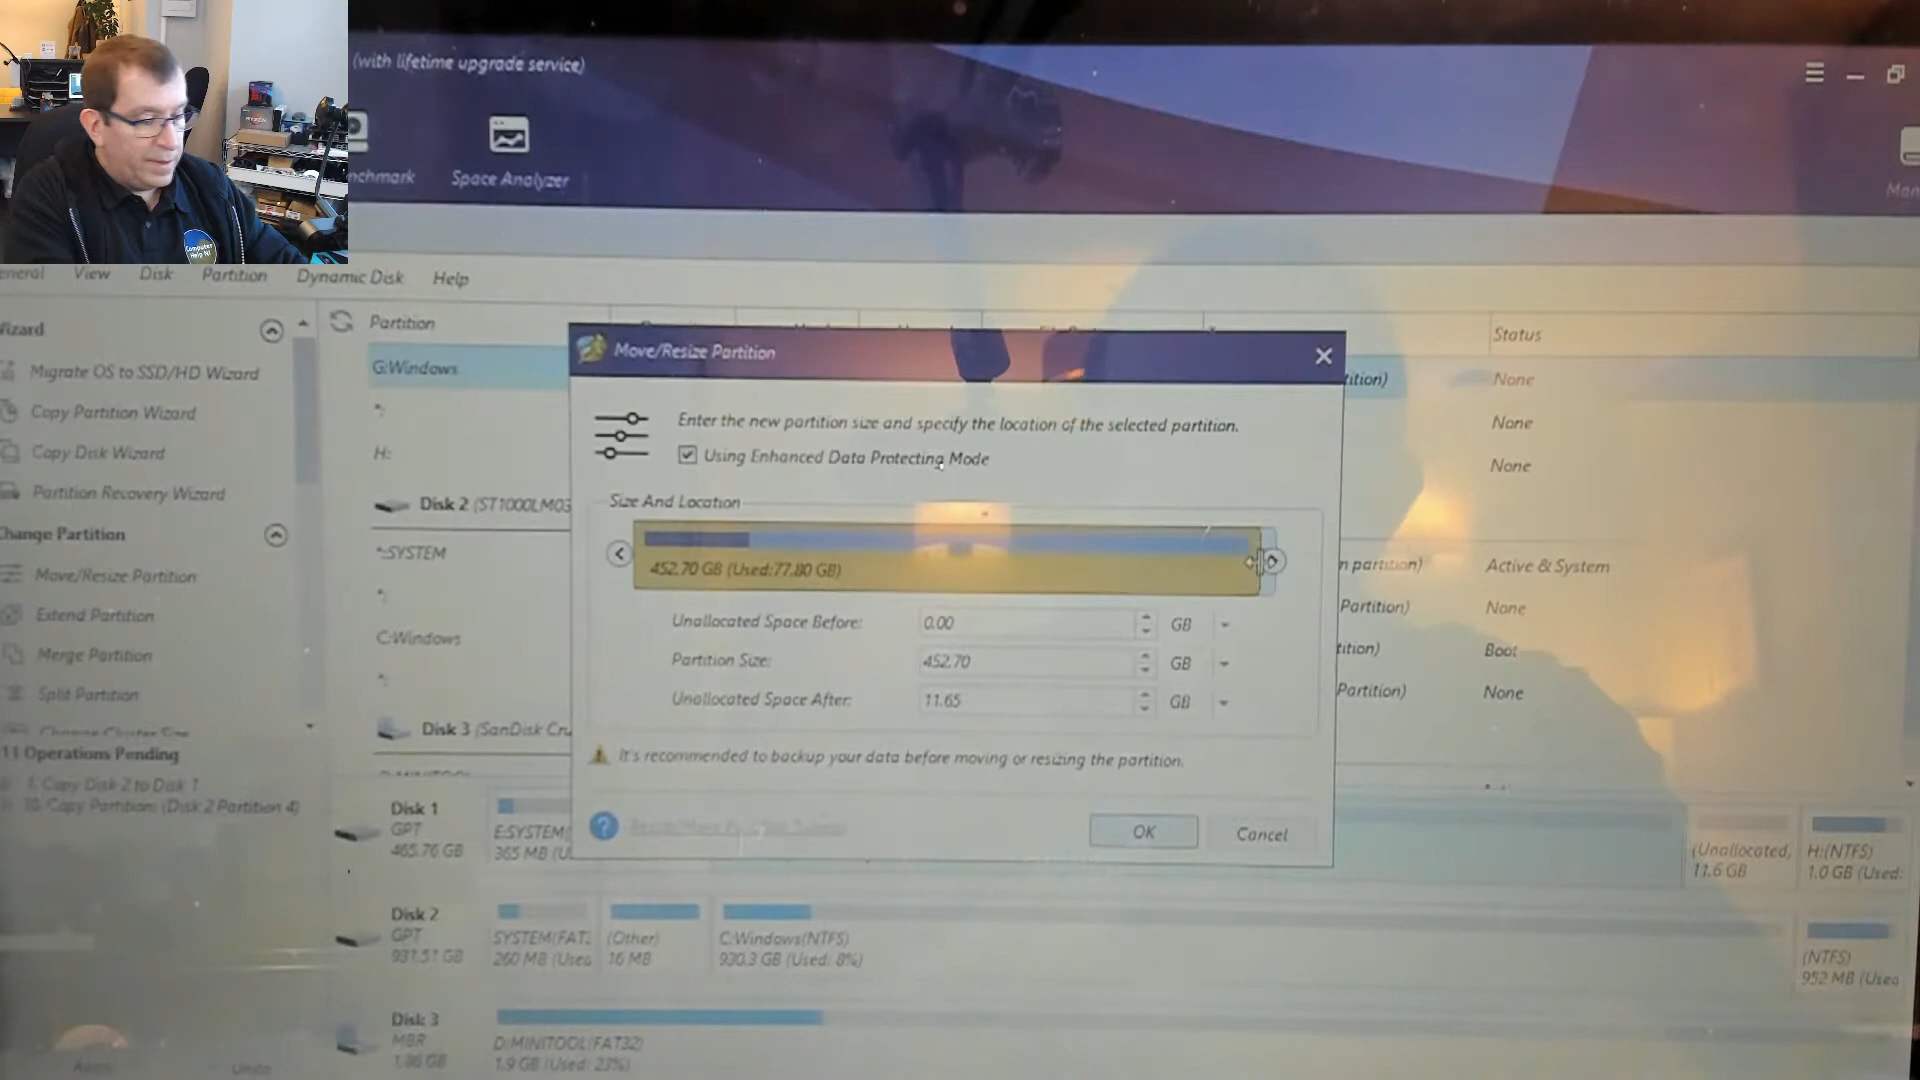 (with lifetime upgrade service)
nchmark
Space Analyzer
Computer
Help NJ
eneral View Disk Partition Dynamic Disk Help
Wizard
Migrate OS to SSD/HD Wizard
Copy Partition Wizard
Copy Disk Wizard
Partition Recovery Wizard
Change Partition
Move/Resize Partition
Extend Partition
Merge Partition
Split Partition
Change Cluster Size
11 Operations Pending
1. Copy Disk 2 to Disk 1
10. Copy Partition: (Disk 2 Partition 4)
Undo
Partition
Status
G:Windows
*:
H:
Disk 2 (ST1000LM03
*:SYSTEM
*:
C:Windows
*:
Disk 3 (SanDisk Cru
tition)
None
None
None
n partition)
Active & System
Partition)
None
tition)
Boot
Partition)
None
Move/Resize Partition
Enter the new partition size and specify the location of the selected partition.
Using Enhanced Data Protecting Mode
Size And Location
452.70 GB (Used:77.80 GB)
Unallocated Space Before:
0.00
GB
Partition Size:
452.70
GB
Unallocated Space After:
11.65
GB
It's recommended to backup your data before moving or resizing the partition.
OK
Cancel
Disk 1
GPT
465.76 GB
E:SYSTEM(
365 MB (U
(Unallocated,
11.6 GB
H:(NTFS)
1.0 GB (Used:
Disk 2
GPT
931.51 GB
SYSTEM(FAT:
260 MB (Used
(Other)
16 MB
C:Windows(NTFS)
930.3 GB (Used: 8%)
(NTFS)
952 MB (Used
Disk 3
MBR
1.86 GB
D:MINITOOL(FAT32)
1.9 GB (Used: 23%)